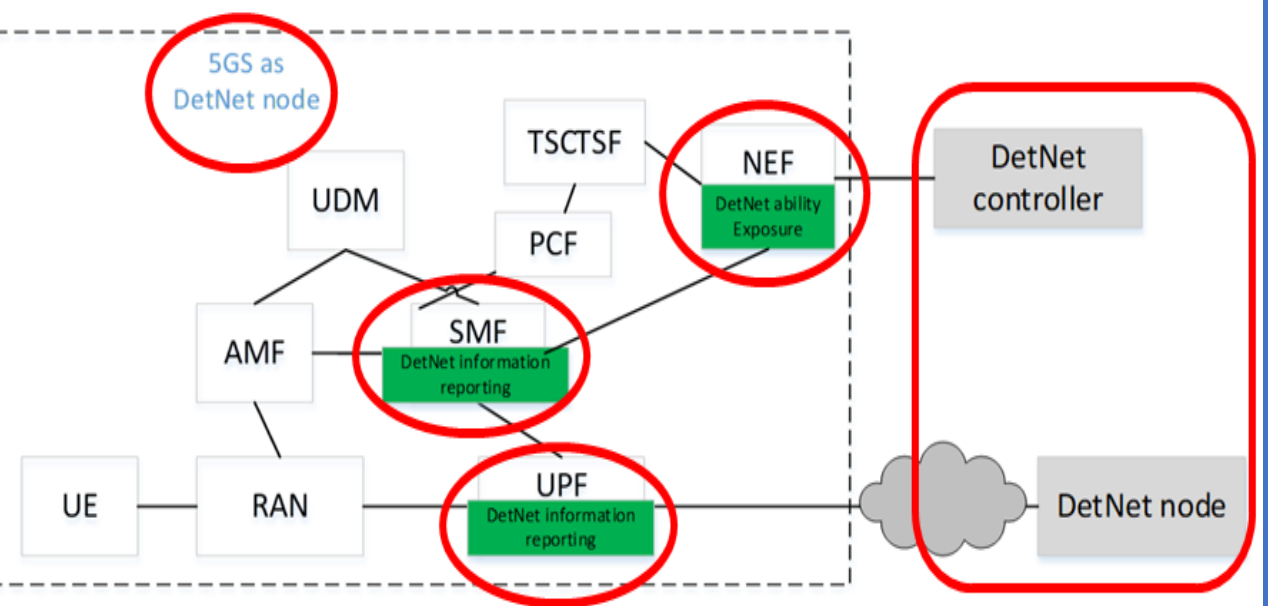 5GS as
DetNet node
TSCTSF
NEF
DetNet ability
Exposure
DetNet
controller
UDM
PCF
AMF
SMF
DetNet information
reporting
UE
RAN
UPF
DetNet information
reporting
DetNet node